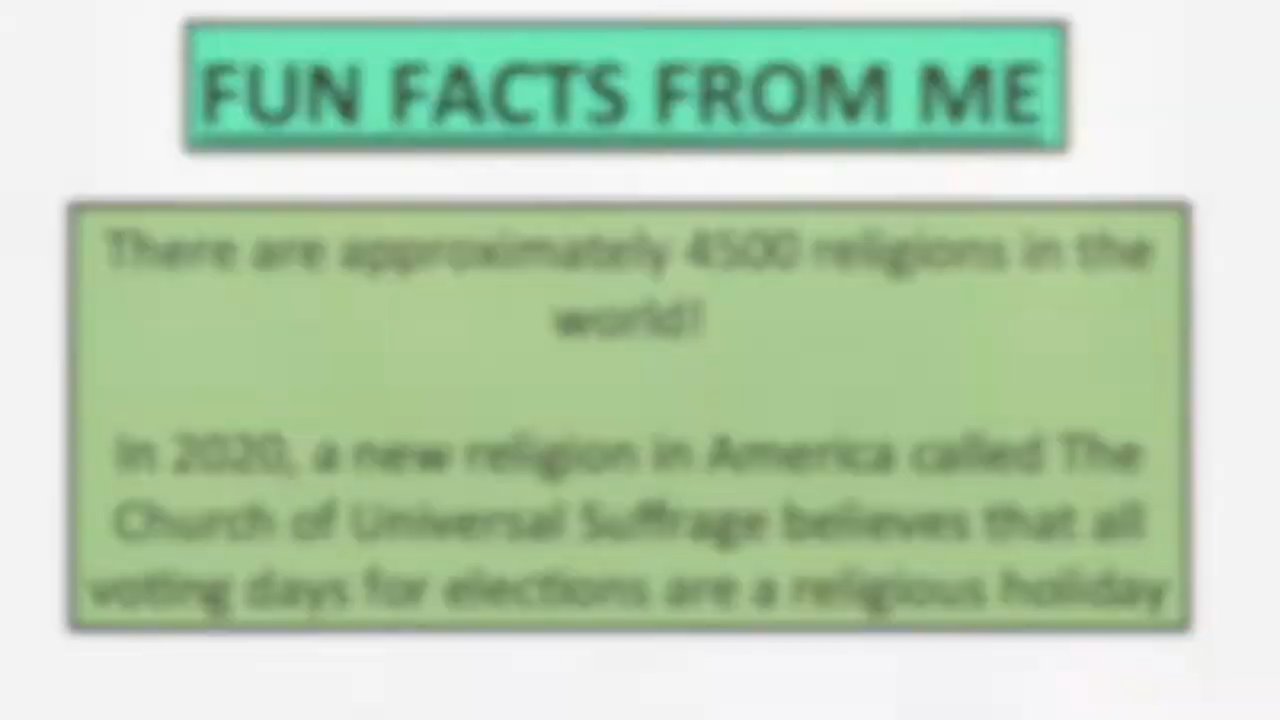 FUN FACTS FROM ME
There are approximately 4500 religions in the
world!
In 2020, a new religion in America called The
Church of Universal Suffrage believes that all
voting days for elections are a religious holiday